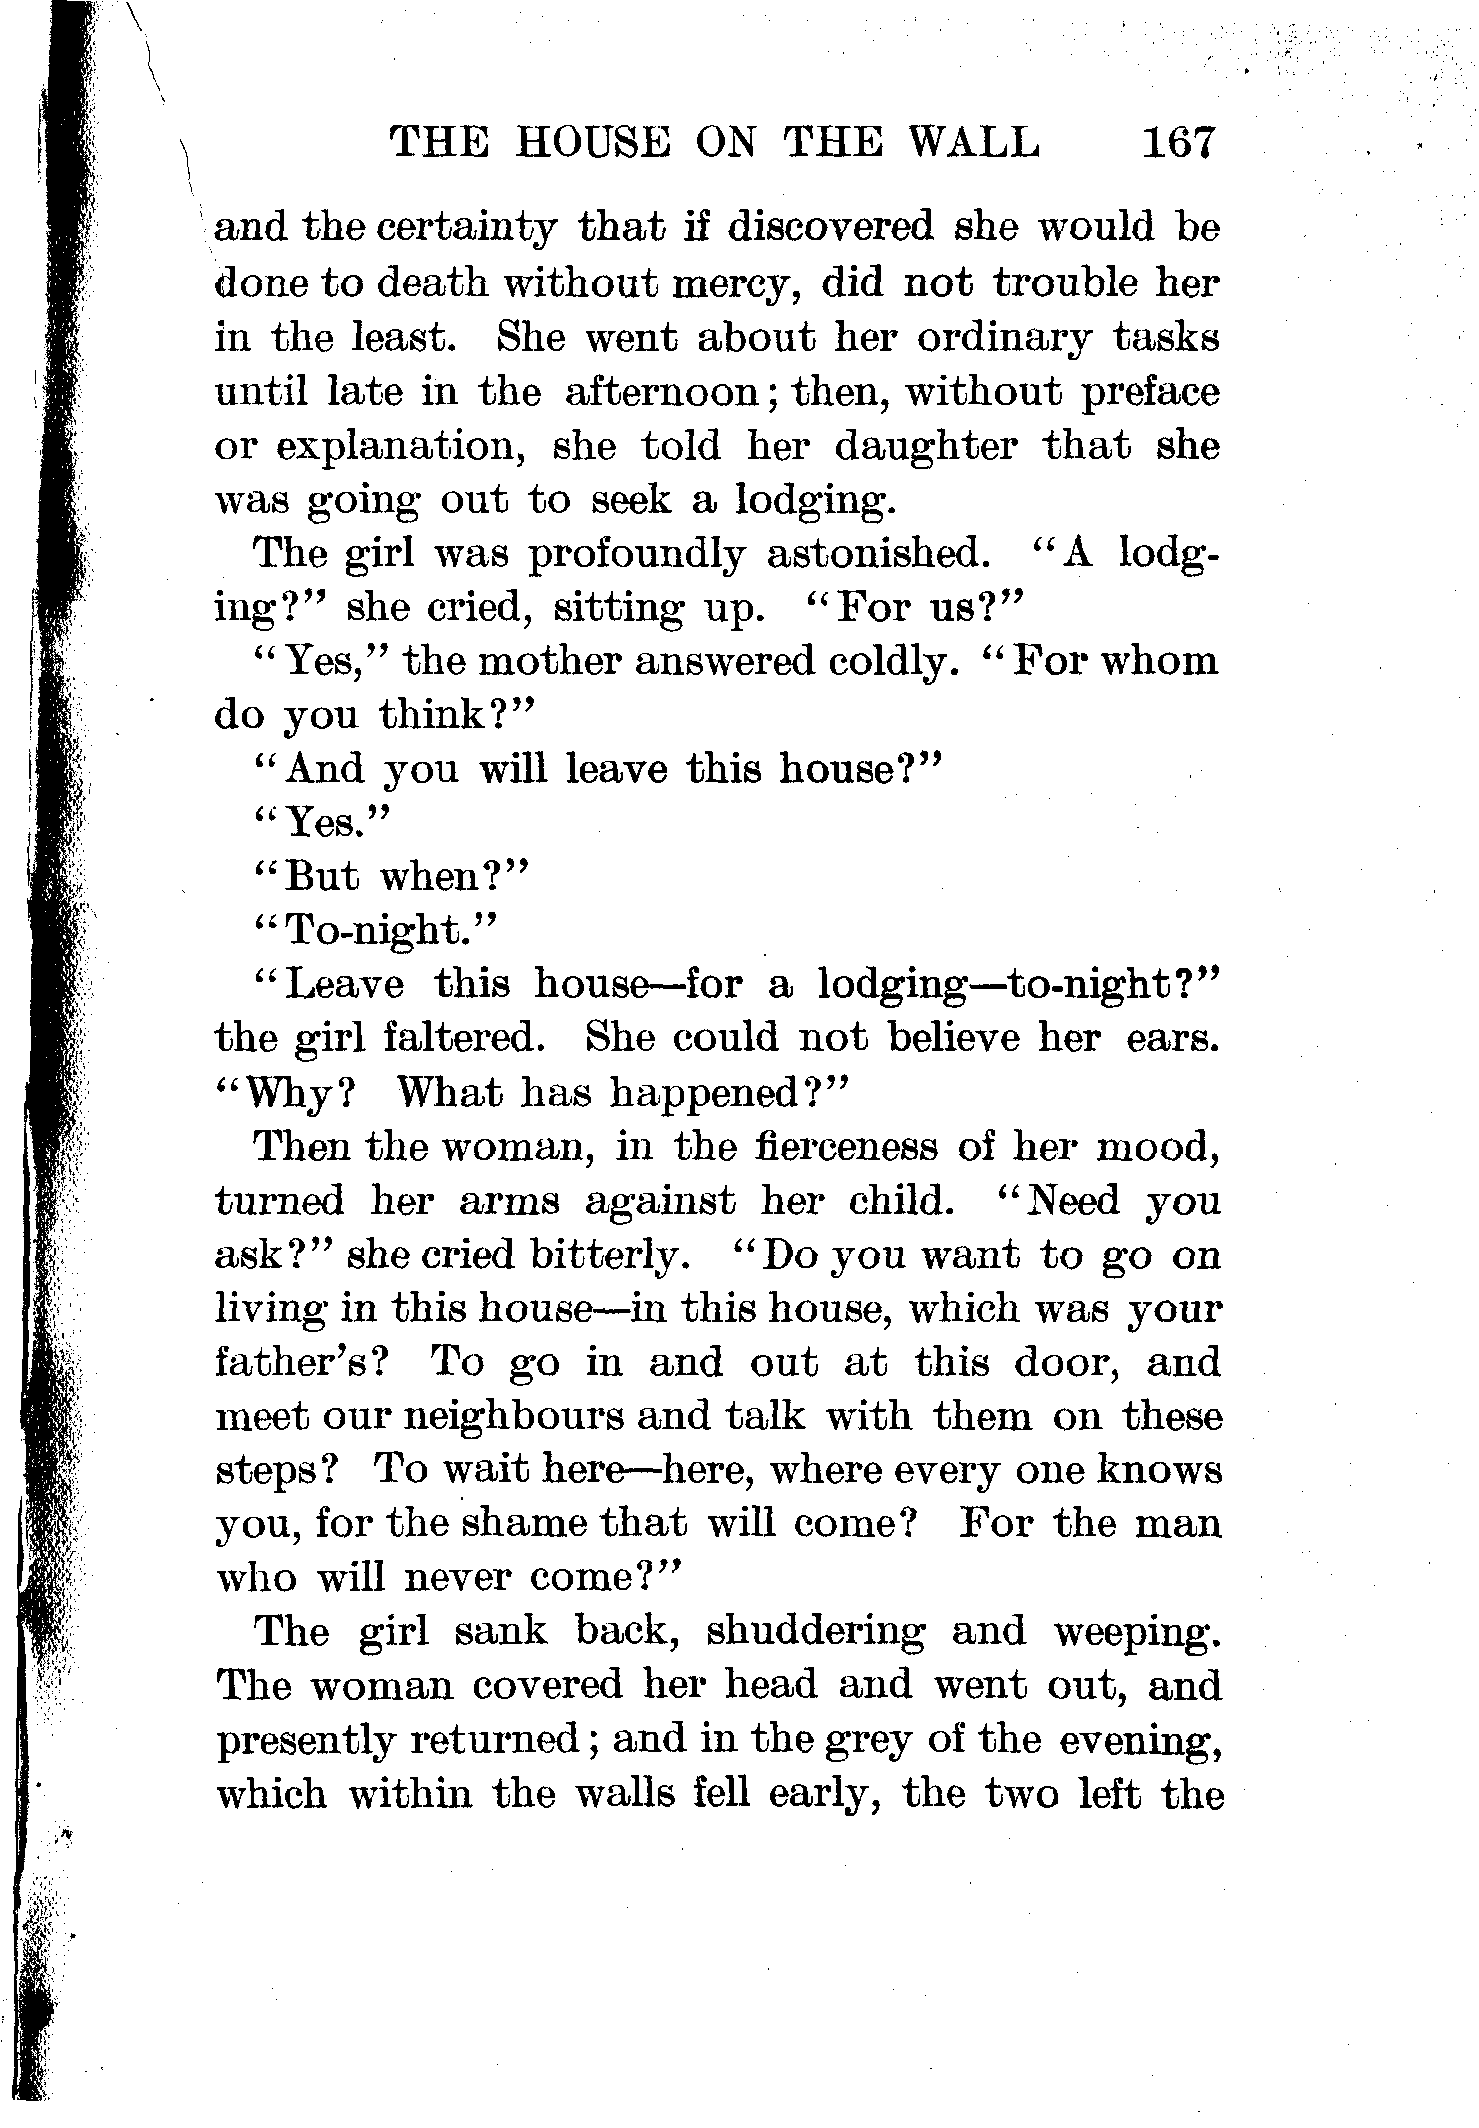 THE HOUSE ON THE WALL 167
and the certainty that if discovered she would be
done to death without mercy, did not trouble her
in the least. She went about her ordinary tasks
until late in the afternoon; then, without preface
or explanation, she told her daughter that she
was going out to seek a lodging.
The girl was profoundly astonished. "A lodg-
ing?" she cried, sitting up. "For us?"
"Yes," the mother answered coldly. "For whom
do you think?"
"And you will leave this house?"
"Yes."
"But when?"
"To-night."
"Leave this house—for a lodging—to-night?"
the girl faltered. She could not believe her ears.
"Why? What has happened?"
Then the woman, in the fierceness of her mood,
turned her arms against her child. "Need you
ask?" she cried bitterly. "Do you want to go on
living in this house—in this house, which was your
father's? To go in and out at this door, and
meet our neighbours and talk with them on these
steps? To wait here—here, where every one knows
you, for the shame that will come? For the man
who will never come?"
The girl sank back, shuddering and weeping.
The woman covered her head and went out, and
presently returned; and in the grey of the evening,
which within the walls fell early, the two left the